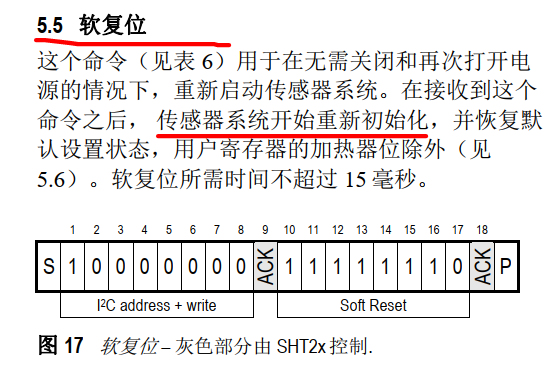 5.5 软复位
这个命令（见表 6）用于在无需关闭和再次打开电
源的情况下，重新启动传感器系统。在接收到这个
命令之后， 传感器系统开始重新初始化，并恢复默
认设置状态，用户寄存器的加热器位除外（见
5.6）。软复位所需时间不超过 15 毫秒。
1 2 3 4 5 6 7 8 9 10 11 12 13 14 15 16 17 18
S 1 0 0 0 0 0 0 0 ACK 1 1 1 1 1 1 1 0 ACK P
I²C address + write Soft Reset
图 17 软复位 – 灰色部分由 SHT2x 控制.